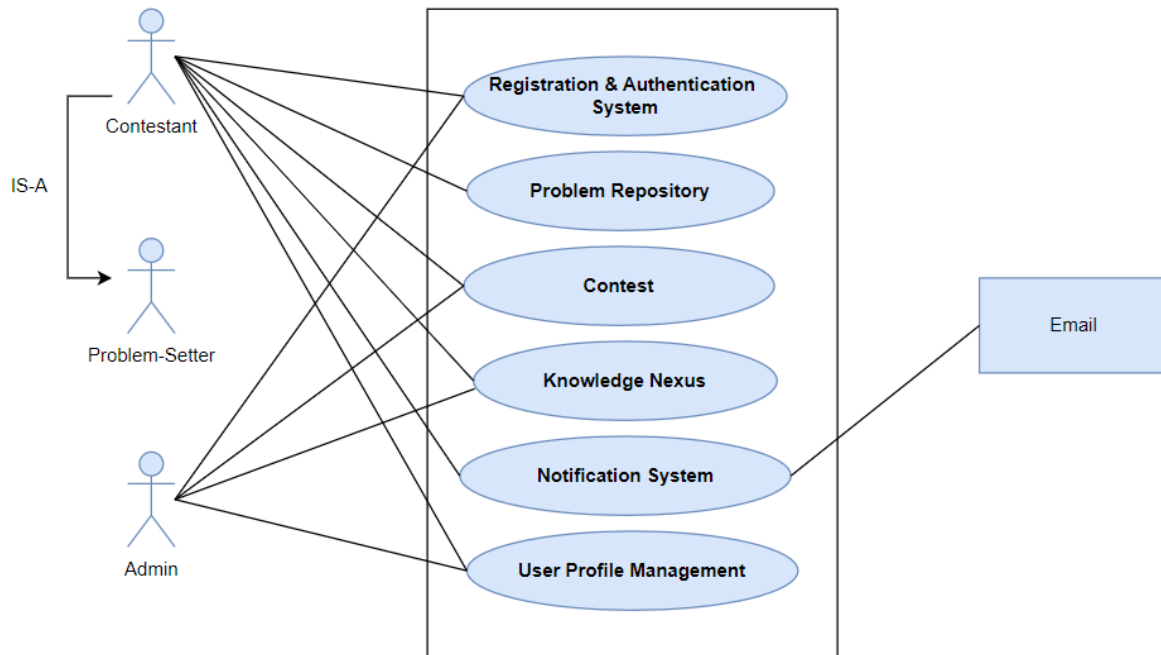 Contestant
IS-A
Problem-Setter
Admin
Registration & Authentication
System
Problem Repository
Contest
Knowledge Nexus
Notification System
User Profile Management
Email